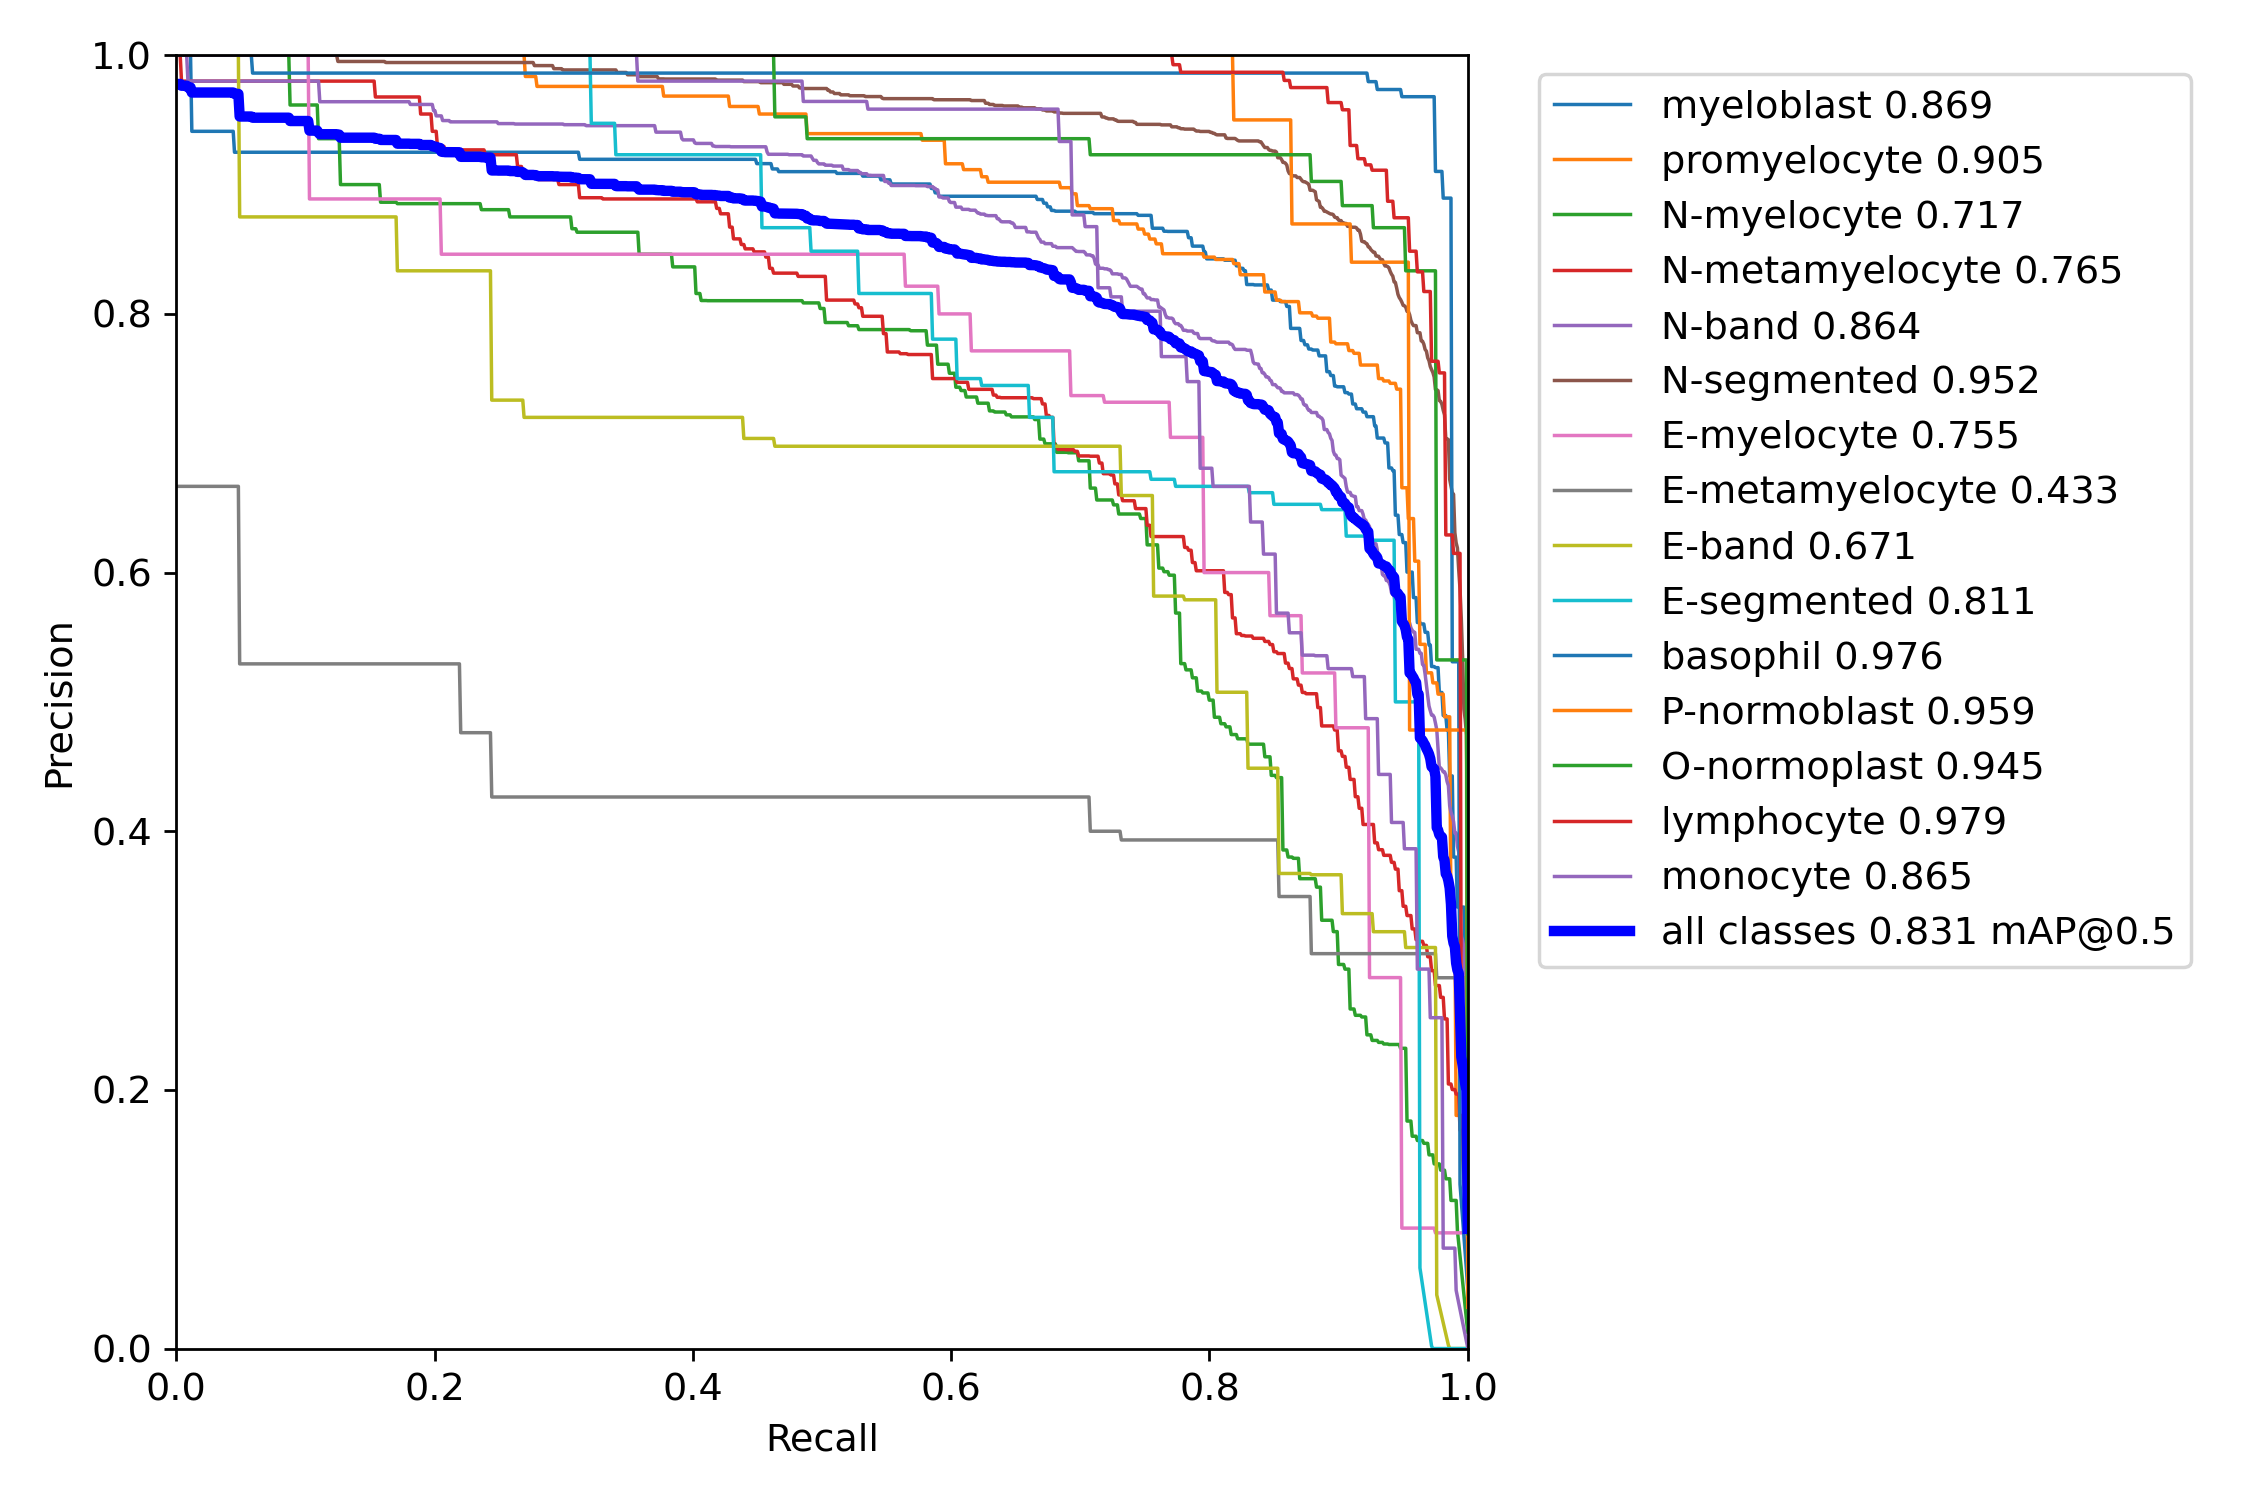 1.0
0.8
0.6
0.4
0.2
0.0
Precision
0.0 0.2 0.4 0.6 0.8 1.0
Recall
myeloblast 0.869
promyelocyte 0.905
N-myelocyte 0.717
N-metamyelocyte 0.765
N-band 0.864
N-segmented 0.952
E-myelocyte 0.755
E-metamyelocyte 0.433
E-band 0.671
E-segmented 0.811
basophil 0.976
P-normoblast 0.959
O-normoplast 0.945
lymphocyte 0.979
monocyte 0.865
all classes 0.831 mAP@0.5